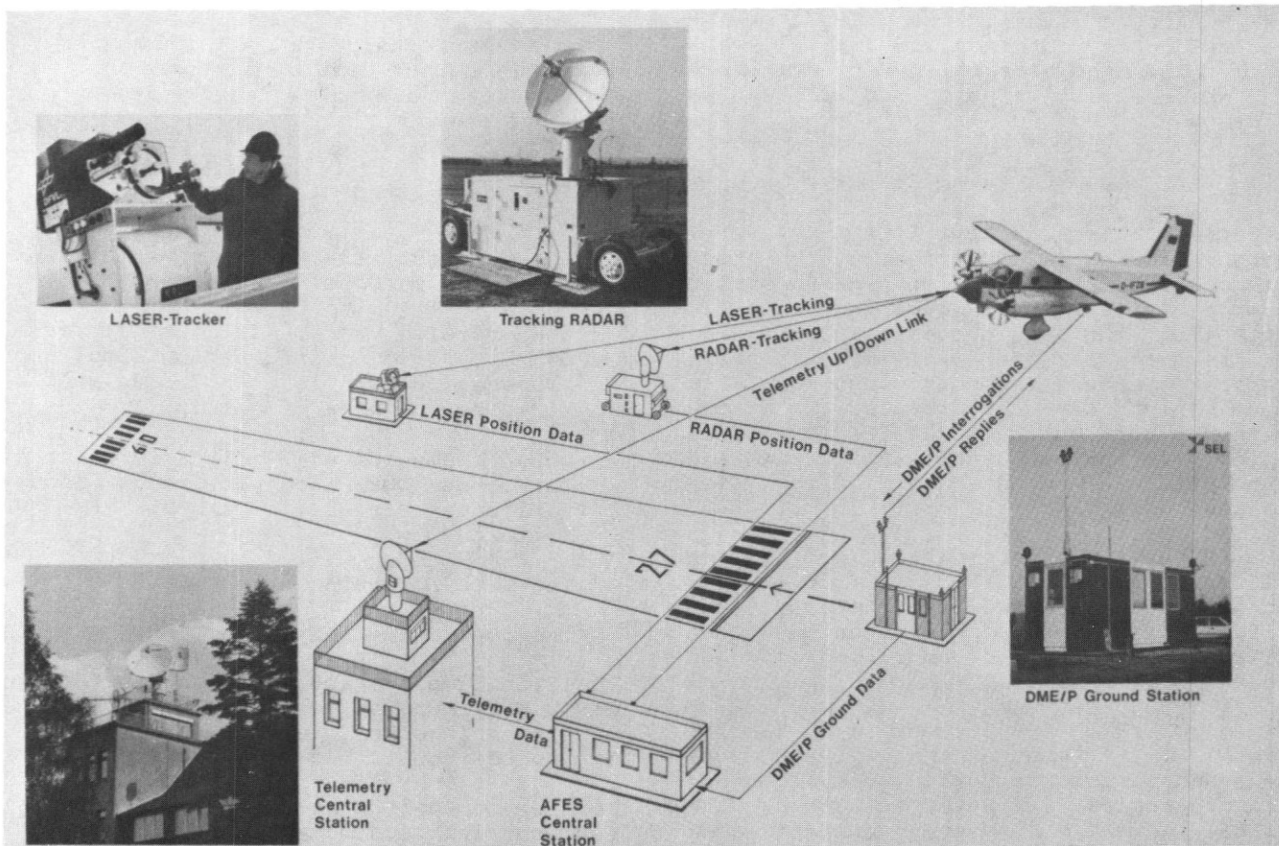 LASER-Tracker
Tracking RADAR
LASER-Tracking
RADAR-Tracking
Telemetry Up/Down Link
LASER Position Data
RADAR Position Data
DME/P Interrogations
DME/P Replies
SEL
09
27
DME/P Ground Station
Telemetry
Data
DME/P Ground Data
Telemetry
Central
Station
AFES
Central
Station